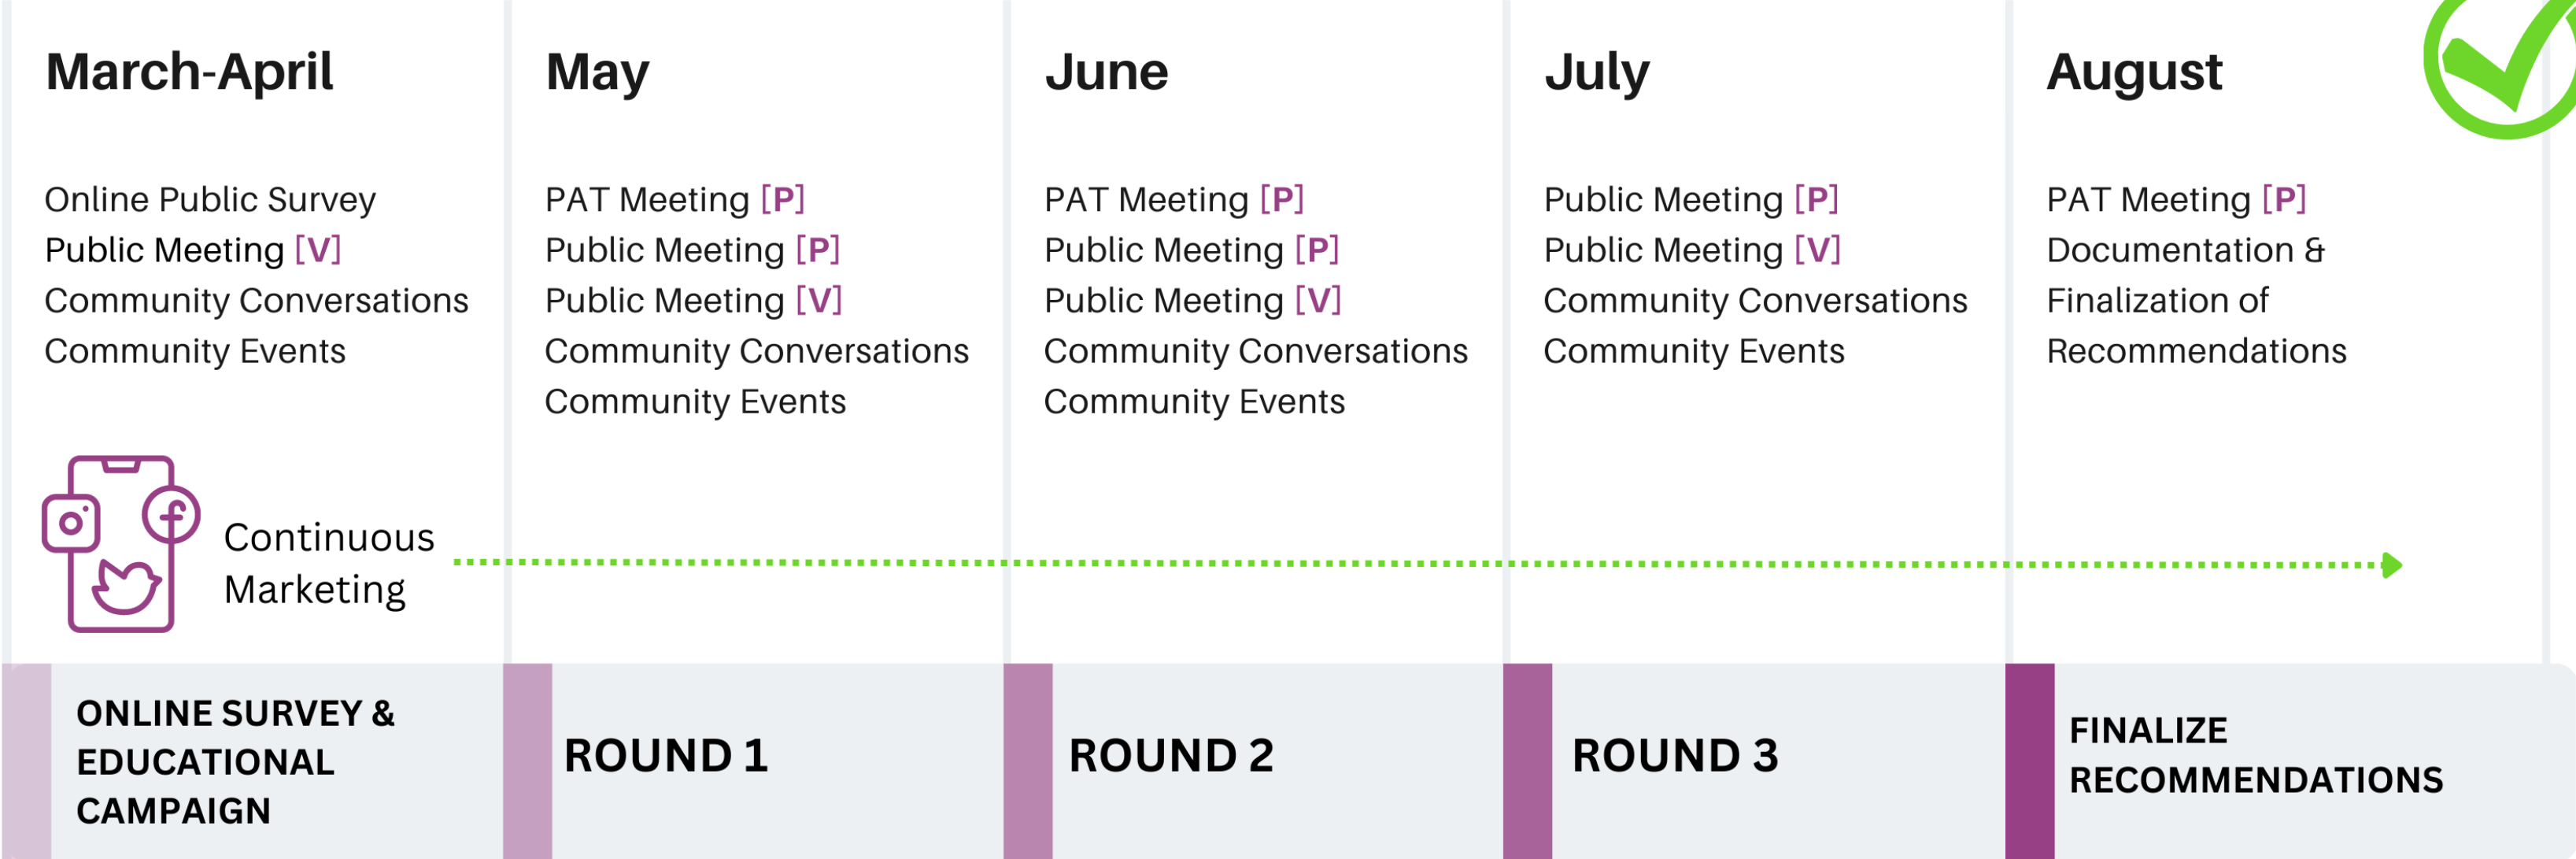 March-April
Online Public Survey
Public Meeting [V]
Community Conversations
Community Events
May
PAT Meeting [P]
Public Meeting [P]
Public Meeting [V]
Community Conversations
Community Events
June
PAT Meeting [P]
Public Meeting [P]
Public Meeting [V]
Community Conversations
Community Events
July
Public Meeting [P]
Public Meeting [V]
Community Conversations
Community Events
August
PAT Meeting [P]
Documentation &
Finalization of
Recommendations
Continuous
Marketing
ONLINE SURVEY &
EDUCATIONAL
CAMPAIGN
ROUND 1
ROUND 2
ROUND 3
FINALIZE
RECOMMENDATIONS